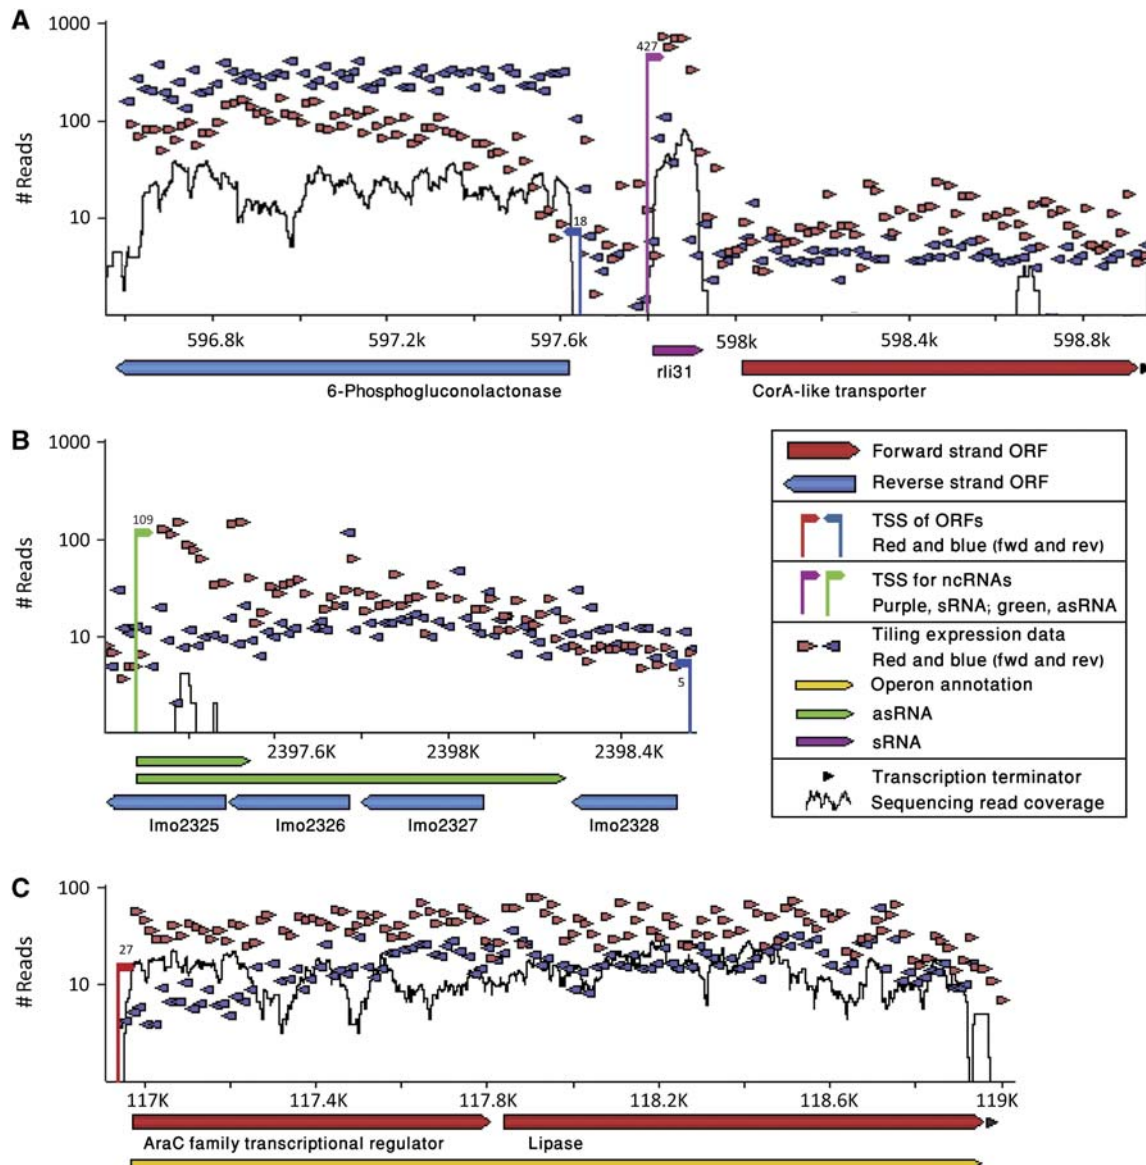 A
1000
100
10
# Reads
427
18
596.8k
597.2k
597.6k
598k
598.4k
598.8k
6-Phosphogluconolactonase
rli31
CorA-like transporter
B
1000
100
10
# Reads
109
5
2397.6k
2398k
2398.4k
lmo2325
lmo2326
lmo2327
lmo2328
Forward strand ORF
Reverse strand ORF
TSS of ORFs
Red and blue (fwd and rev)
TSS for ncRNAs
Purple, sRNA; green, asRNA
Tiling expression data
Red and blue (fwd and rev)
Operon annotation
asRNA
sRNA
Transcription terminator
Sequencing read coverage
C
100
10
# Reads
27
117K
117.4K
117.8K
118.2K
118.6K
119K
AraC family transcriptional regulator
Lipase